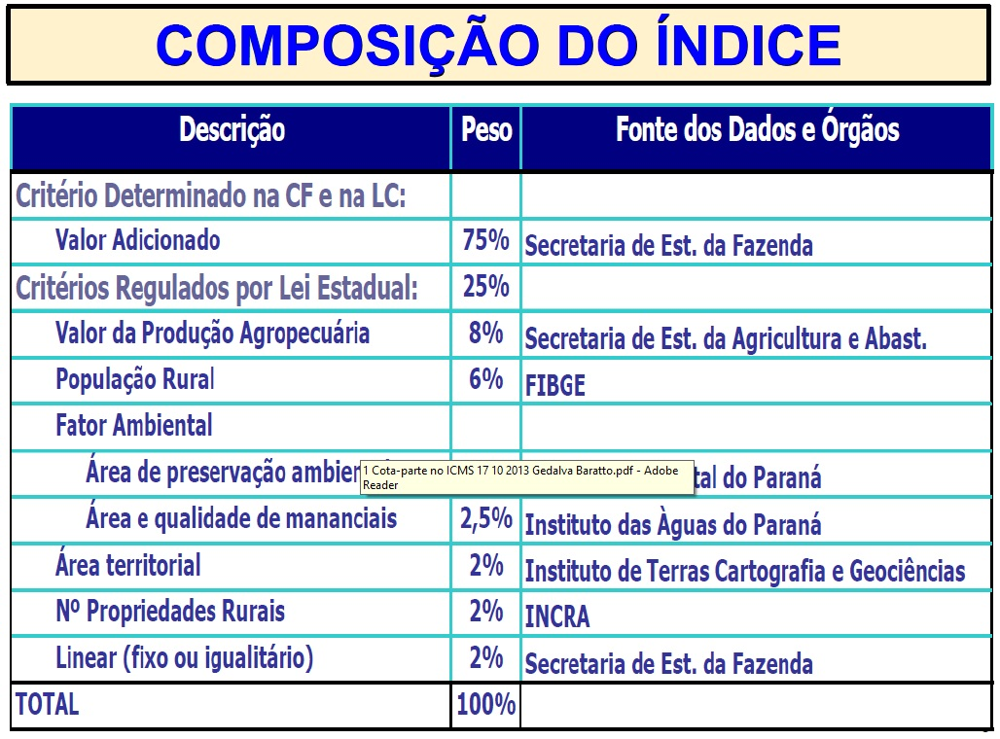 COMPOSIÇÃO DO ÍNDICE
Descrição Peso Fonte dos Dados e Órgãos
Critério Determinado na CF e na LC:
Valor Adicionado 75% Secretaria de Est. da Fazenda
Critérios Regulados por Lei Estadual: 25%
Valor da Produção Agropecuária 8% Secretaria de Est. da Agricultura e Abast.
População Rural 6% FIBGE
Fator Ambiental
Área de preservação ambier tal do Paraná
1 Cota-parte no ICMS 17 10 2013 Gedalva Baratto.pdf - Adobe
Reader
Área e qualidade de mananciais 2,5% Instituto das Àguas do Paraná
Área territorial 2% Instituto de Terras Cartografia e Geociências
Nº Propriedades Rurais 2% INCRA
Linear (fixo ou igualitário) 2% Secretaria de Est. da Fazenda
TOTAL 100%